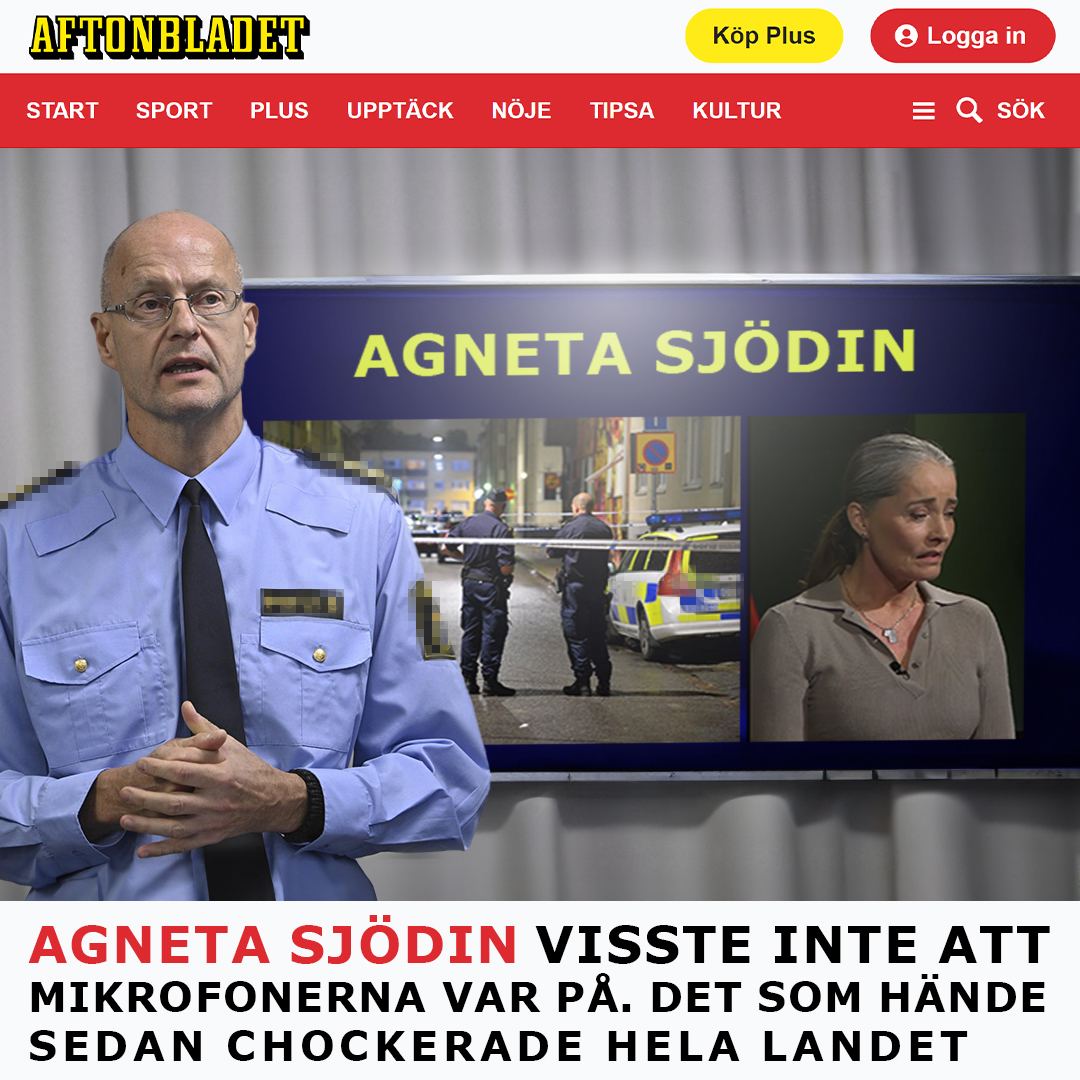 AFTONBLADET
Köp Plus
Logga in
START SPORT PLUS UPPTÄCK NÖJE TIPSA KULTUR SÖK
AGNETA SJÖDIN
AGNETA SJÖDIN VISSTE INTE ATT
MIKROFONERNA VAR PÅ. DET SOM HÄNDE
SEDAN CHOCKERADE HELA LANDET